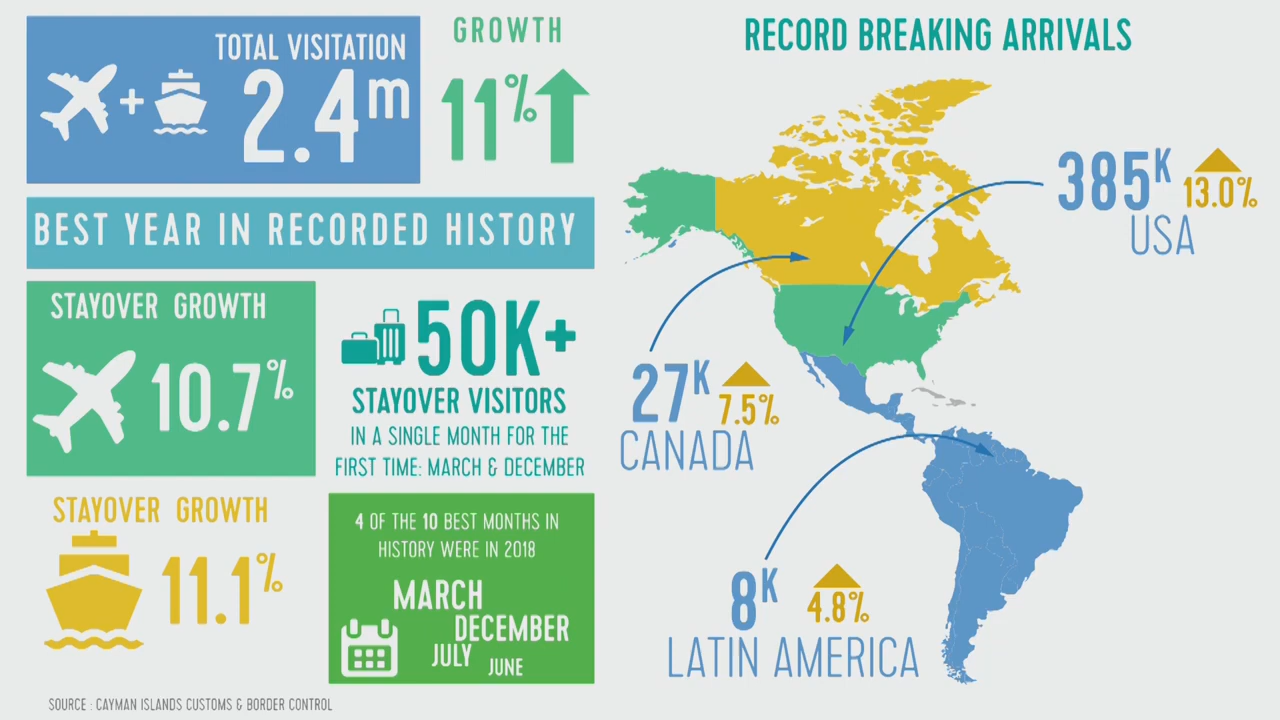 TOTAL VISITATION
2.4m
GROWTH
11%
BEST YEAR IN RECORDED HISTORY
STAYOVER GROWTH
10.7%
50K+
STAYOVER VISITORS
IN A SINGLE MONTH FOR THE
FIRST TIME: MARCH & DECEMBER
STAYOVER GROWTH
11.1%
4 OF THE 10 BEST MONTHS IN
HISTORY WERE IN 2018
MARCH
DECEMBER
JULY
JUNE
SOURCE : CAYMAN ISLANDS CUSTOMS & BORDER CONTROL
RECORD BREAKING ARRIVALS
385K 13.0%
USA
27K 7.5%
CANADA
8K 4.8%
LATIN AMERICA